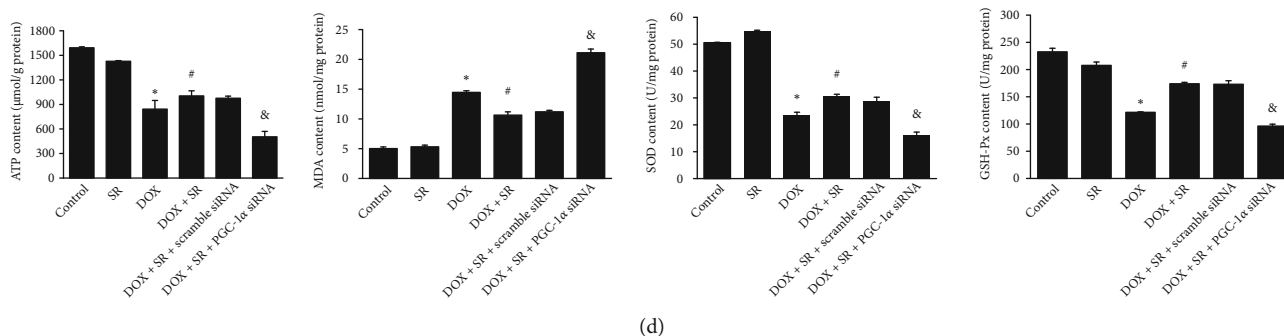 ATP content (μmol/g protein)
1800
1500
1200
900
600
300
0
*
#
&
Control
SR
DOX
DOX + SR
DOX + SR + scramble siRNA
DOX + SR + PGC-1α siRNA
MDA content (nmol/mg protein)
25
20
15
10
5
0
*
#
&
Control
SR
DOX
DOX + SR
DOX + SR + scramble siRNA
DOX + SR + PGC-1α siRNA
SOD content (U/mg protein)
60
50
40
30
20
10
0
*
#
&
Control
SR
DOX
DOX + SR
DOX + SR + scramble siRNA
DOX + SR + PGC-1α siRNA
GSH-Px content (U/mg protein)
300
250
200
150
100
50
0
*
#
&
Control
SR
DOX
DOX + SR
DOX + SR + scramble siRNA
DOX + SR + PGC-1α siRNA
(d)